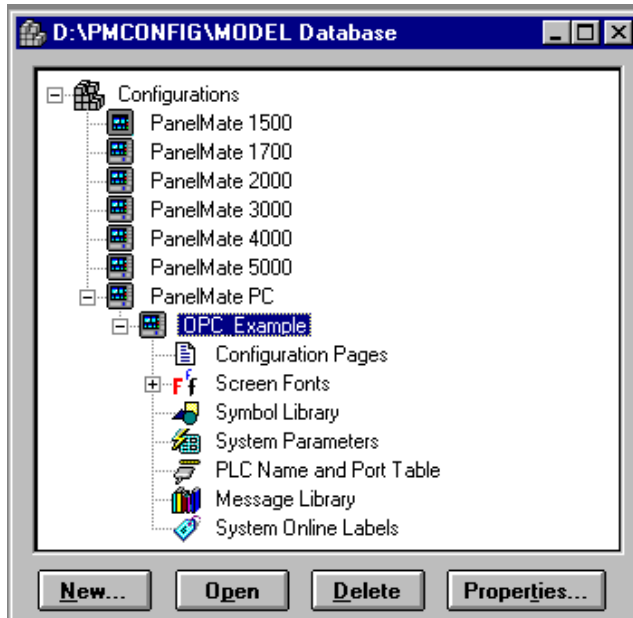 D:\PMCONFIG\MODEL Database
Configurations
PanelMate 1500
PanelMate 1700
PanelMate 2000
PanelMate 3000
PanelMate 4000
PanelMate 5000
PanelMate PC
OPC_Example
Configuration Pages
Screen Fonts
Symbol Library
System Parameters
PLC Name and Port Table
Message Library
System Online Labels
New... Open Delete Properties...